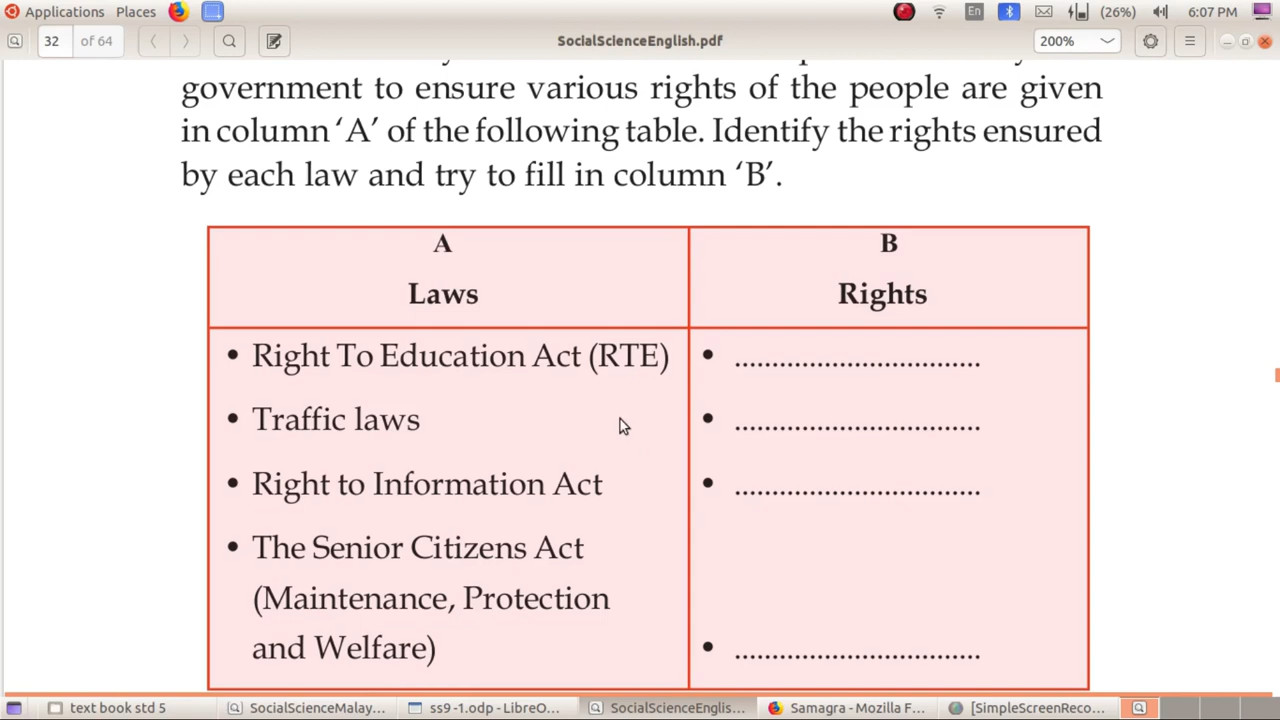 Applications Places En (26%) 6:07 PM
32 of 64 SocialScienceEnglish.pdf 200%
government to ensure various rights of the people are given
in column ‘A’ of the following table. Identify the rights ensured
by each law and try to fill in column ‘B’.
A B
Laws Rights
• Right To Education Act (RTE) • ................................
• Traffic laws • ................................
• Right to Information Act • ................................
• The Senior Citizens Act
(Maintenance, Protection
and Welfare) • ................................
text book std 5 SocialScienceMalay... ss9 -1.odp - LibreO... SocialScienceEnglis... Samagra - Mozilla F... [SimpleScreenReco...